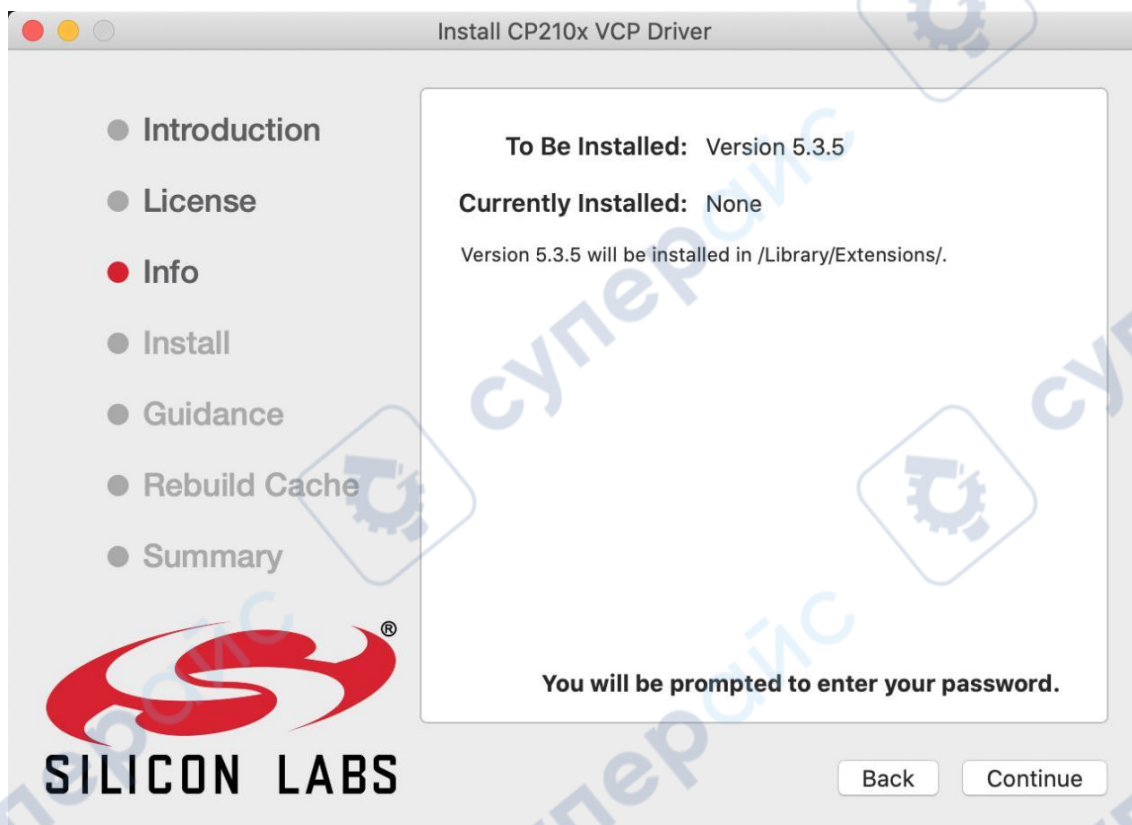 Install CP210x VCP Driver
Introduction
License
Info
Install
Guidance
Rebuild Cache
Summary
To Be Installed: Version 5.3.5
Currently Installed: None
Version 5.3.5 will be installed in /Library/Extensions/.
You will be prompted to enter your password.
®
SILICON LABS
Back
Continue
суперайс